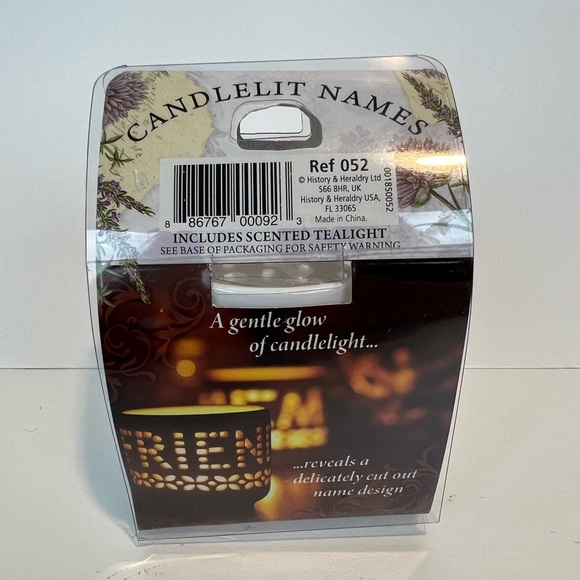 CANDLELIT NAMES
Ref 052
© History & Heraldry Ltd
S66 8HR, UK
History & Heraldry USA,
FL 33065
Made in China.
001850052
8 86767 00092 3
INCLUDES SCENTED TEALIGHT
SEE BASE OF PACKAGING FOR SAFETY WARNING
A gentle glow
of candlelight...
FRIEN
...reveals a
delicately cut out
name design